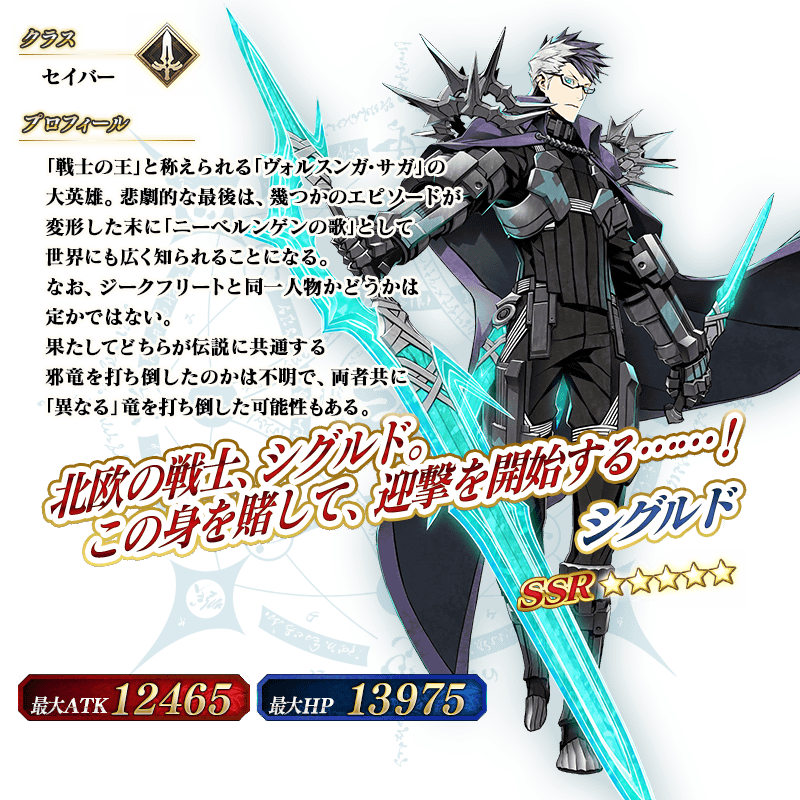 クラス
セイバー
プロフィール
「戦士の王」と称えられる「ヴォルスンガ・サガ」の
大英雄。悲劇的な最後は、幾つかのエピソードが
変形した末に「ニーベルンゲンの歌」として
世界にも広く知られることになる。
なお、ジークフリートと同一人物かどうかは
定かではない。
果たしてどちらが伝説に共通する
邪竜を打ち倒したのかは不明で、両者共に
「異なる」竜を打ち倒した可能性もある。
北欧の戦士、シグルド。
この身を賭して、迎撃を開始する……！
シグルド
SSR ☆☆☆☆☆
最大ATK 12465
最大HP 13975